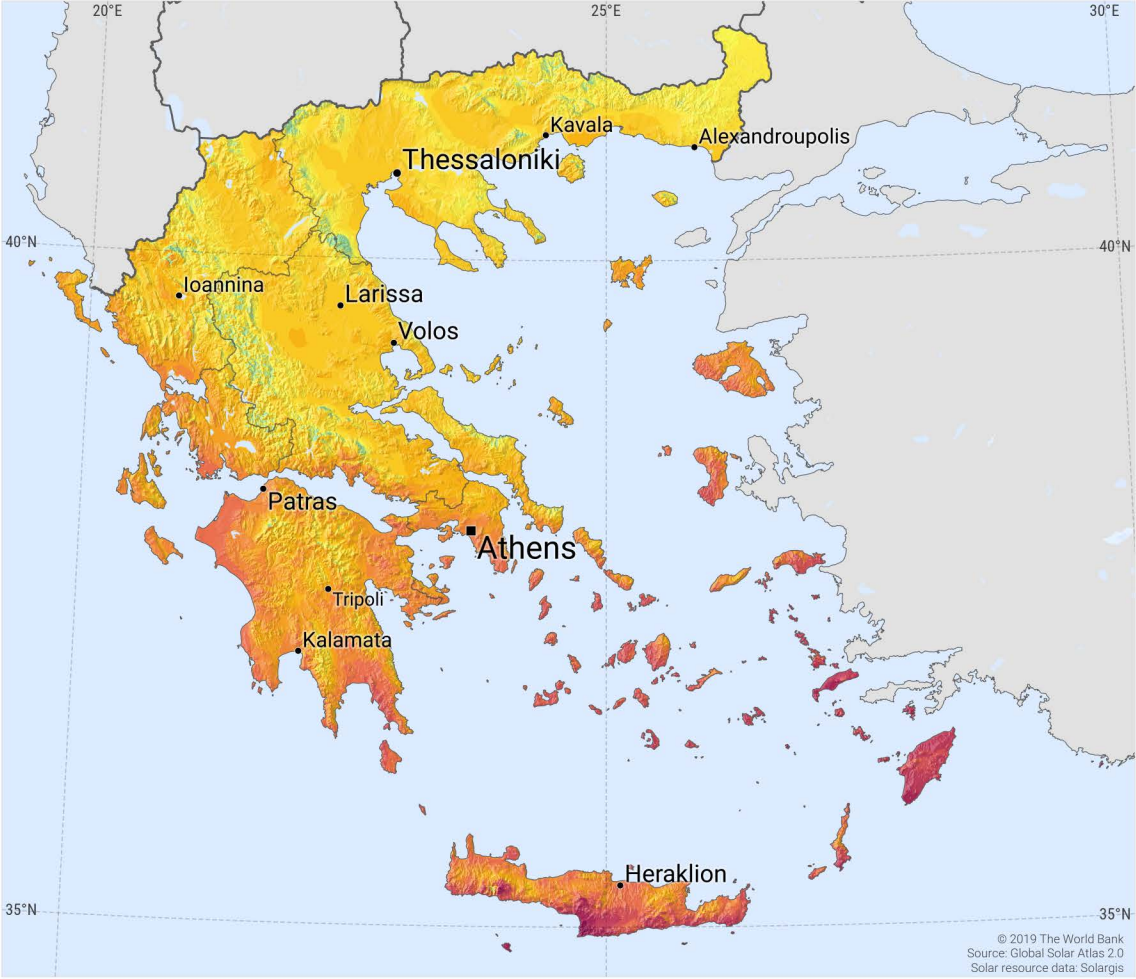 20°E
25°E
30°E
Kavala
Alexandroupolis
Thessaloniki
40°N
40°N
Ioannina
Larissa
Volos
Patras
Athens
Tripoli
Kalamata
Heraklion
35°N
35°N
© 2019 The World Bank
Source: Global Solar Atlas 2.0
Solar resource data: Solargis